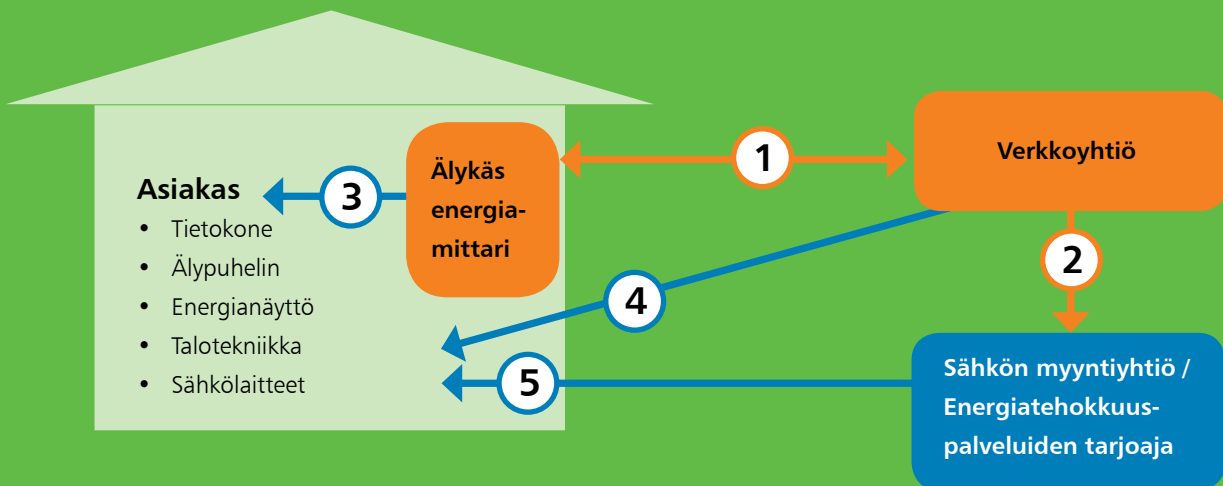 Asiakas
• Tietokone
• Älypuhelin
• Energianäyttö
• Talotekniikka
• Sähkölaitteet
3
Älykäs
energia-
mittari
1
Verkkoyhtiö
2
4
5
Sähkön myyntiyhtiö /
Energiatehokkuus-
palveluiden tarjoaja